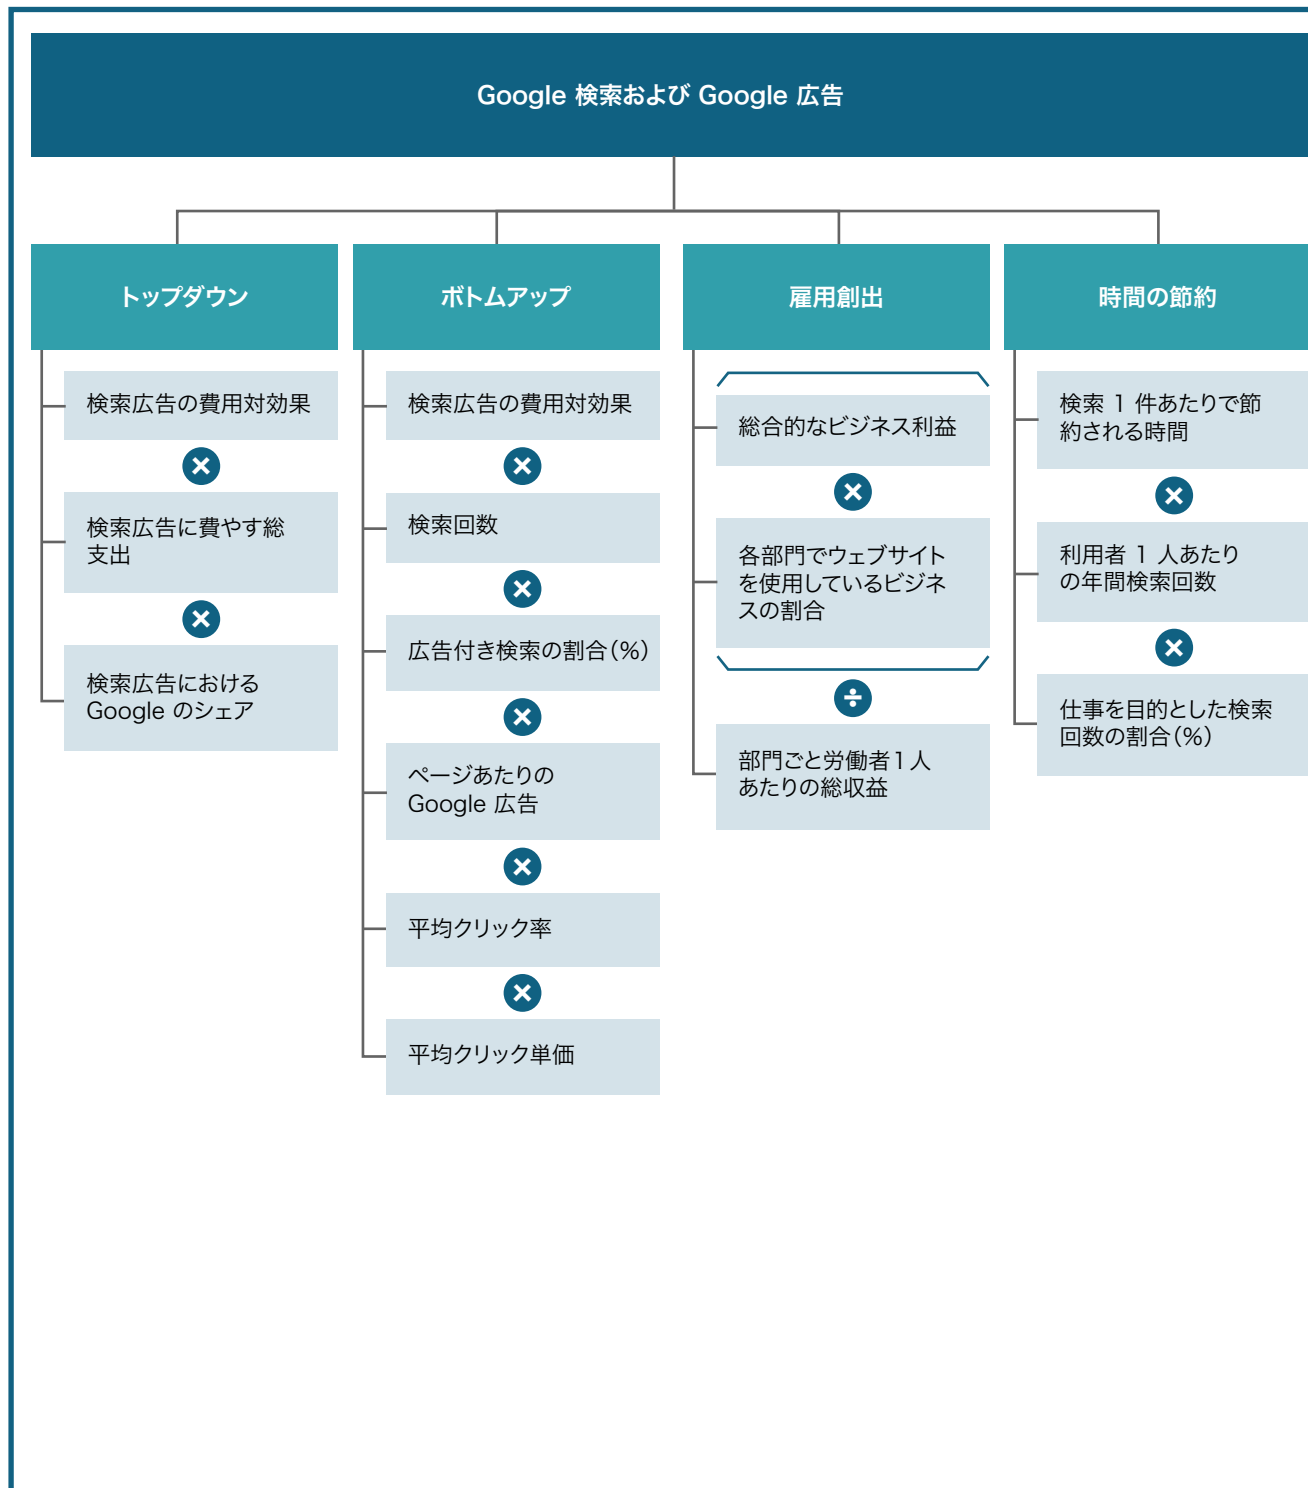 Google 検索および Google 広告
トップダウン
検索広告の費用対効果
×
検索広告に費やす総
支出
×
検索広告における
Google のシェア
ボトムアップ
検索広告の費用対効果
×
検索回数
×
広告付き検索の割合(%)
×
ページあたりの
Google 広告
×
平均クリック率
×
平均クリック単価
雇用創出
総合的なビジネス利益
×
各部門でウェブサイト
を使用しているビジネ
スの割合
÷
部門ごと労働者1人
あたりの総収益
時間の節約
検索 1 件あたりで節
約される時間
×
利用者 1 人あたり
の年間検索回数
×
仕事を目的とした検索
回数の割合(%)